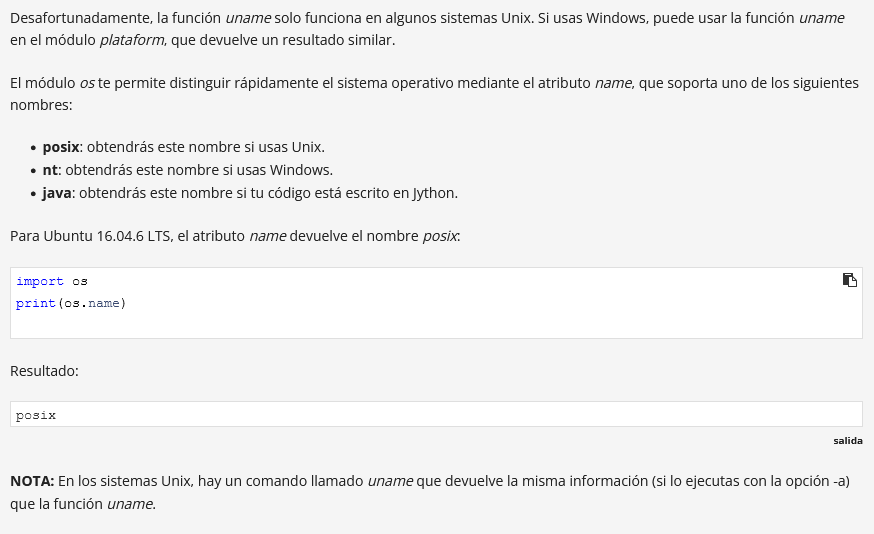 Desafortunadamente, la función uname solo funciona en algunos sistemas Unix. Si usas Windows, puede usar la función uname
en el módulo plataform, que devuelve un resultado similar.
El módulo os te permite distinguir rápidamente el sistema operativo mediante el atributo name, que soporta uno de los siguientes
nombres:
• posix: obtendrás este nombre si usas Unix.
• nt: obtendrás este nombre si usas Windows.
• java: obtendrás este nombre si tu código está escrito en Jython.
Para Ubuntu 16.04.6 LTS, el atributo name devuelve el nombre posix:
import os
print(os.name)
Resultado:
posix
salida
NOTA: En los sistemas Unix, hay un comando llamado uname que devuelve la misma información (si lo ejecutas con la opción -a)
que la función uname.